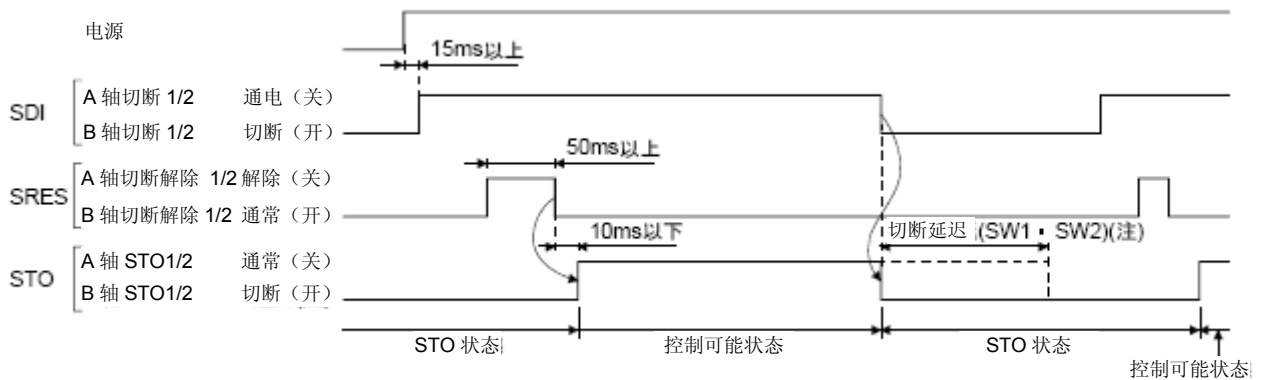 电源
15ms以上
SDI
A 轴切断 1/2 通电（关）
B 轴切断 1/2 切断（开）
50ms以上
SRES
A 轴切断解除 1/2 解除（关）
B 轴切断解除 1/2 通常（开）
10ms以下
切断延迟 (SW1・SW2)(注)
STO
A 轴 STO1/2 通常（关）
B 轴 STO1/2 切断（开）
STO 状态
控制可能状态
STO 状态
控制可能状态